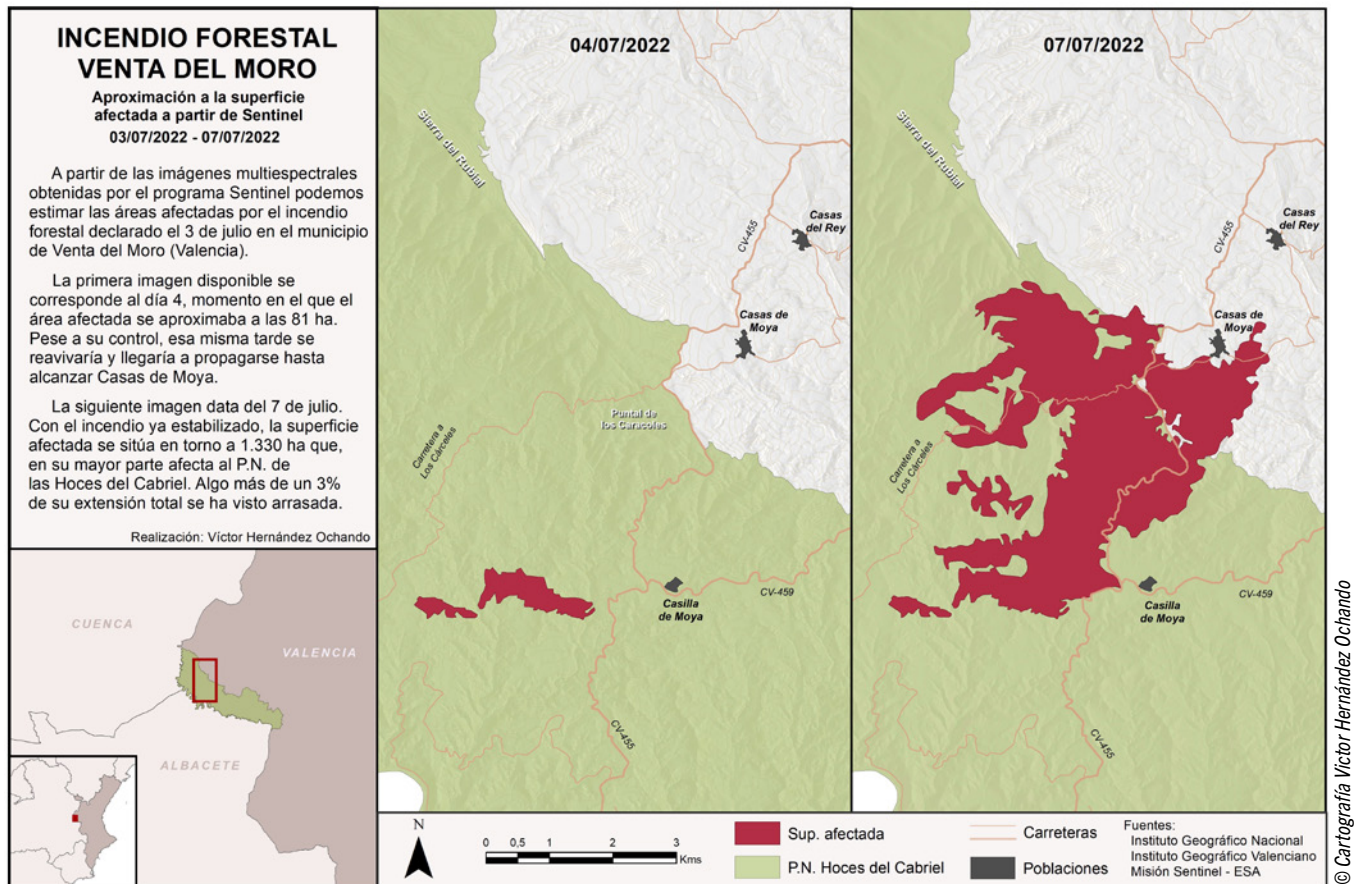 INCENDIO FORESTAL
VENTA DEL MORO
Aproximación a la superficie
afectada a partir de Sentinel
03/07/2022 - 07/07/2022
A partir de las imágenes multiespectrales
obtenidas por el programa Sentinel podemos
estimar las áreas afectadas por el incendio
forestal declarado el 3 de julio en el municipio
de Venta del Moro (Valencia).
La primera imagen disponible se
corresponde al día 4, momento en el que el
área afectada se aproximaba a las 81 ha.
Pese a su control, esa misma tarde se
reavivaría y llegaría a propagarse hasta
alcanzar Casas de Moya.
La siguiente imagen data del 7 de julio.
Con el incendio ya estabilizado, la superficie
afectada se sitúa en torno a 1.330 ha que,
en su mayor parte afecta al P.N. de
las Hoces del Cabriel. Algo más de un 3%
de su extensión total se ha visto arrasada.
Realización: Víctor Hernández Ochando
CUENCA
VALENCIA
ALBACETE
04/07/2022
Sierra del Rubial
Casas
del Rey
CV-455
Casas de
Moya
Puntal de
los Caracoles
Carretera a
Los Cárceles
Casilla
de Moya
CV-459
CV-455
07/07/2022
Sierra del Rubial
Casas
del Rey
CV-455
Casas de
Moya
Carretera a
Los Cárceles
Casilla
de Moya
CV-459
CV-455
N
0 0,5 1 2 3
Kms
Sup. afectada
P.N. Hoces del Cabriel
Carreteras
Poblaciones
Fuentes:
Instituto Geográfico Nacional
Instituto Geográfico Valenciano
Misión Sentinel - ESA
© Cartografía Víctor Hernández Ochando